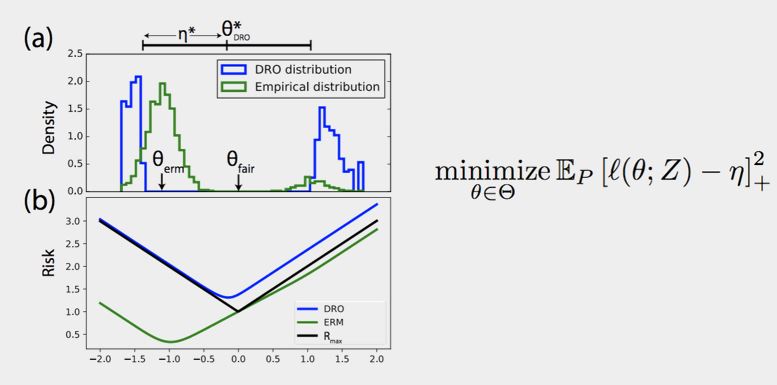 (a)
η* θ*DRO
2.5
2.0
1.5
1.0
0.5
0.0
Density
DRO distribution
Empirical distribution
θerm
θfair
(b)
3.0
2.5
2.0
1.5
1.0
0.5
Risk
DRO
ERM
Rmax
−2.0 −1.5 −1.0 −0.5 0.0 0.5 1.0 1.5 2.0
minimize 𝔼_P [ℓ(θ; Z) − η]²₊
θ∈Θ